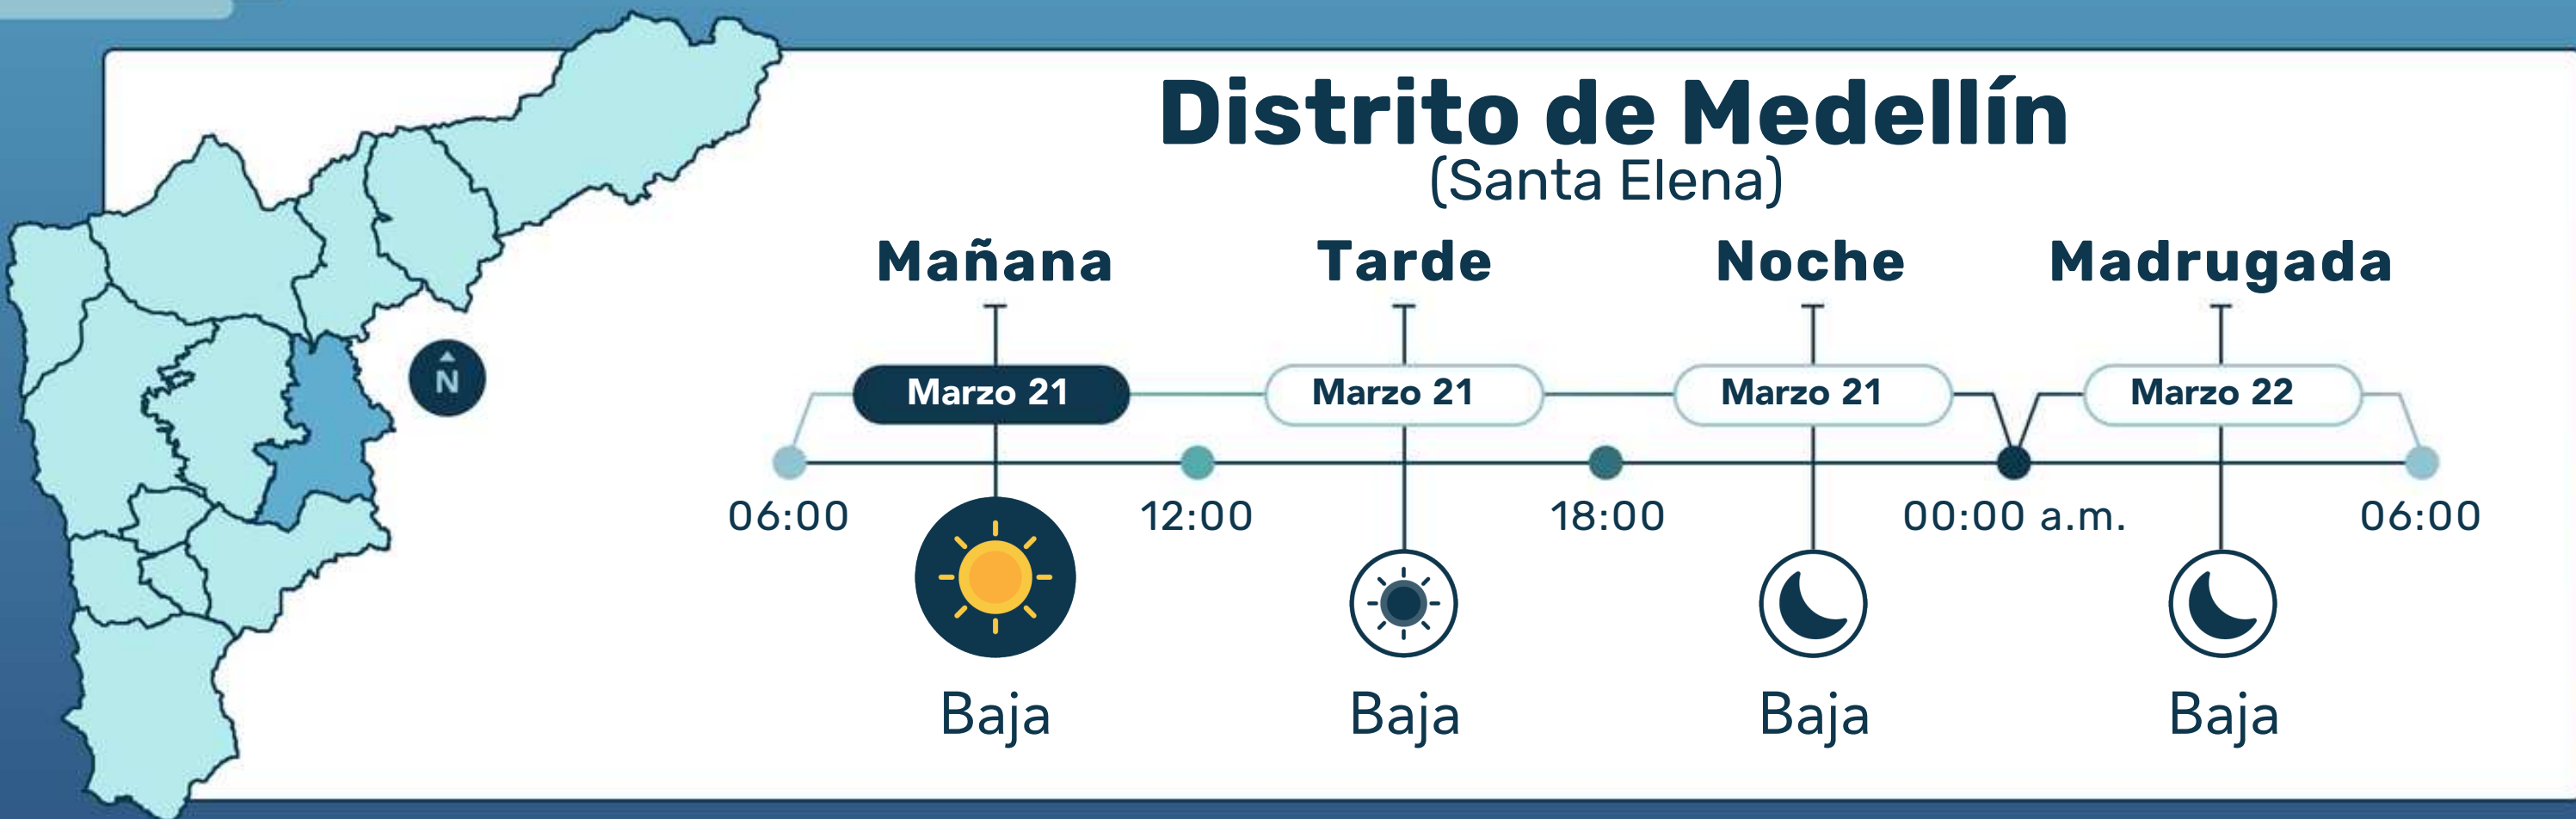 Distrito de Medellín
(Santa Elena)
Mañana Tarde Noche Madrugada
Marzo 21 Marzo 21 Marzo 21 Marzo 22
N
06:00 12:00 18:00 00:00 a.m. 06:00
Baja Baja Baja Baja